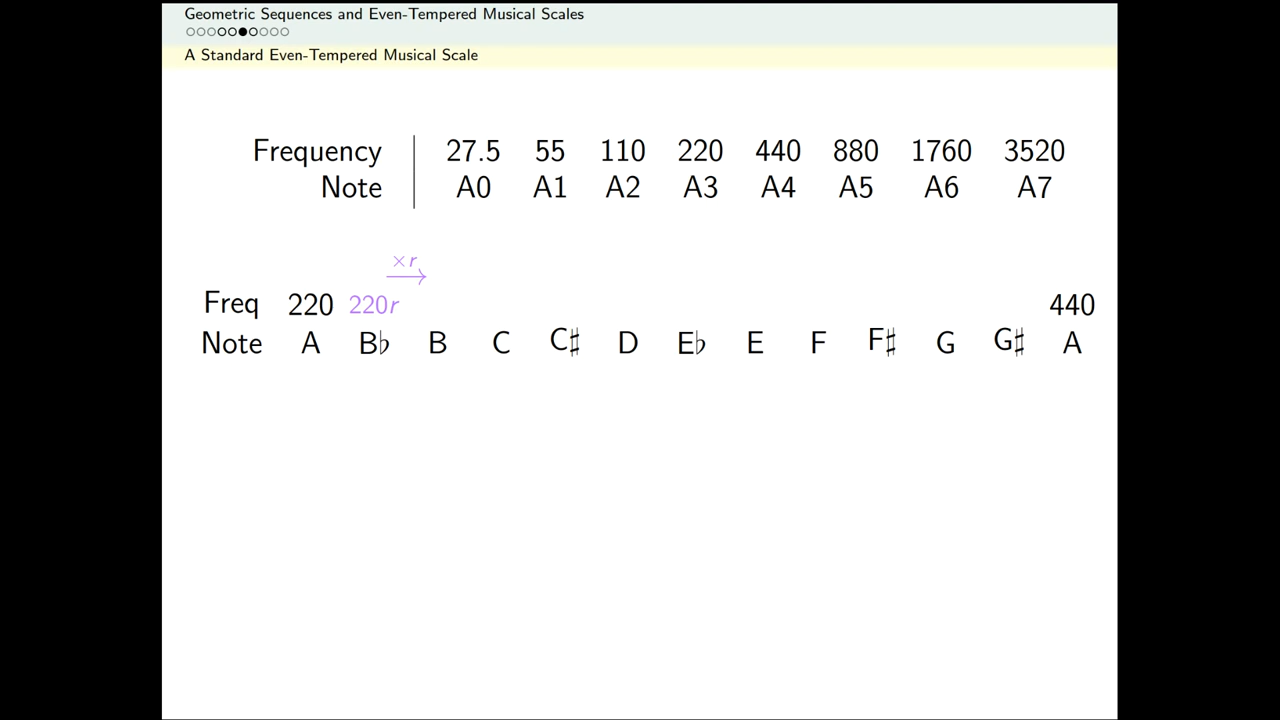 Geometric Sequences and Even-Tempered Musical Scales
A Standard Even-Tempered Musical Scale
Frequency 27.5 55 110 220 440 880 1760 3520
Note A0 A1 A2 A3 A4 A5 A6 A7
×r
Freq 220 220r 440
Note A B♭ B C C♯ D E♭ E F F♯ G G♯ A